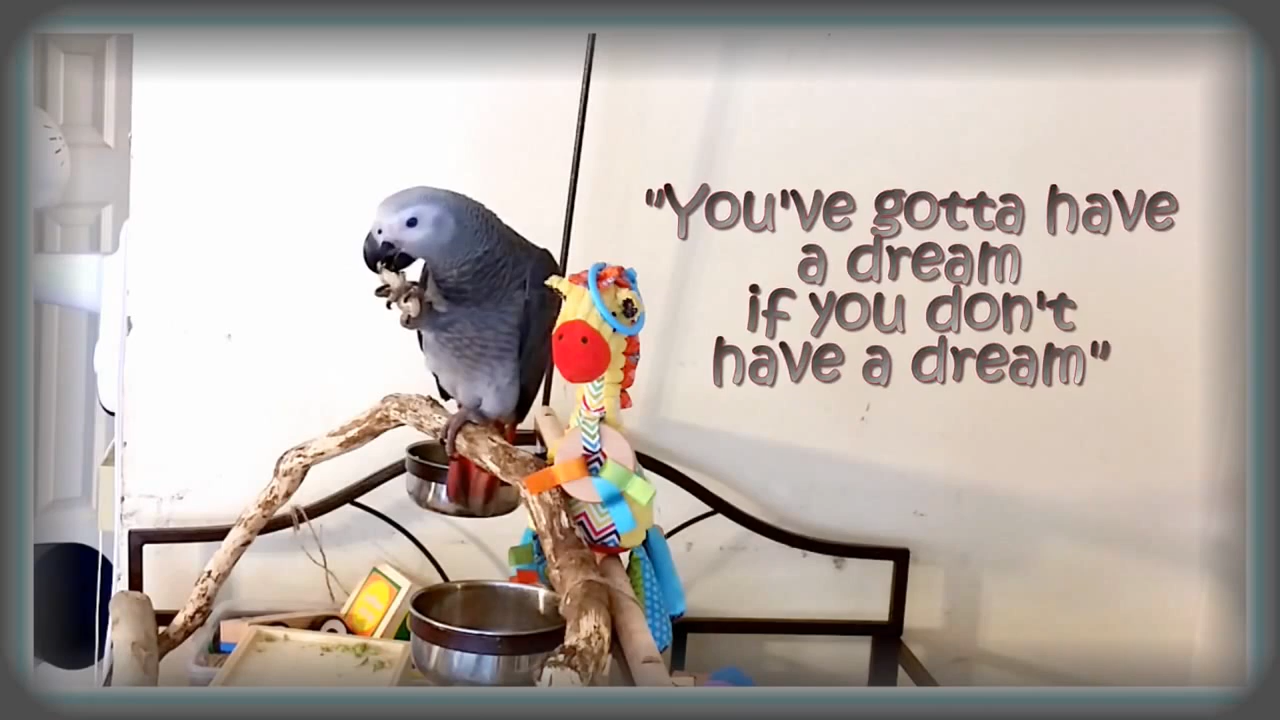 "You've gotta have
a dream
if you don't
have a dream"